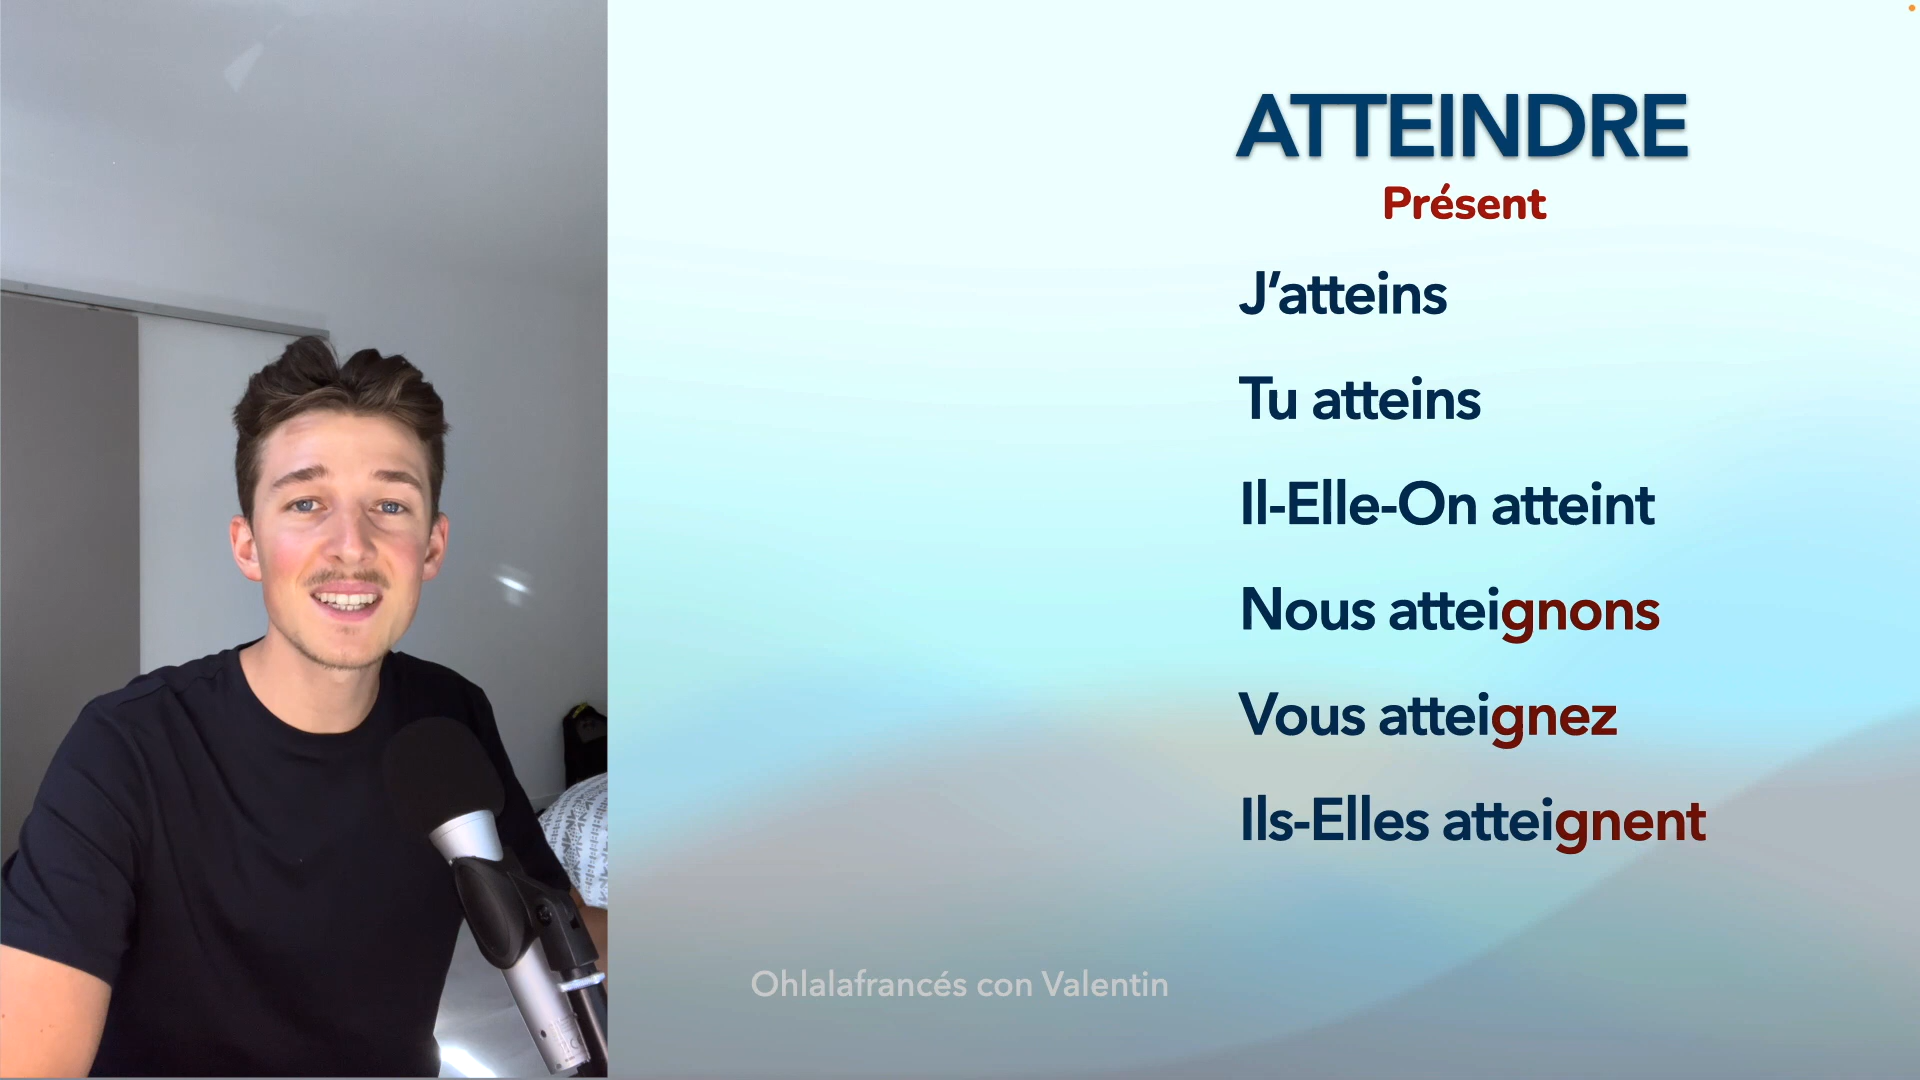 ATTEINDRE
Présent
J’atteins
Tu atteins
Il-Elle-On atteint
Nous atteignons
Vous atteignez
Ils-Elles atteignent
Ohlalafrancés con Valentin